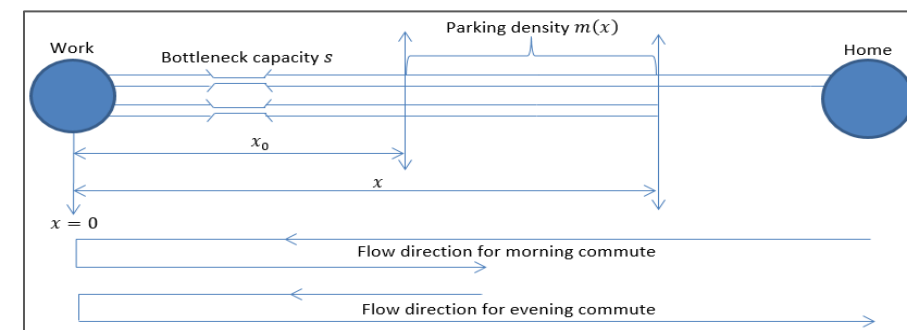 Parking density m(x)
Work
Home
Bottleneck capacity s
x₀
x
x = 0
Flow direction for morning commute
Flow direction for evening commute